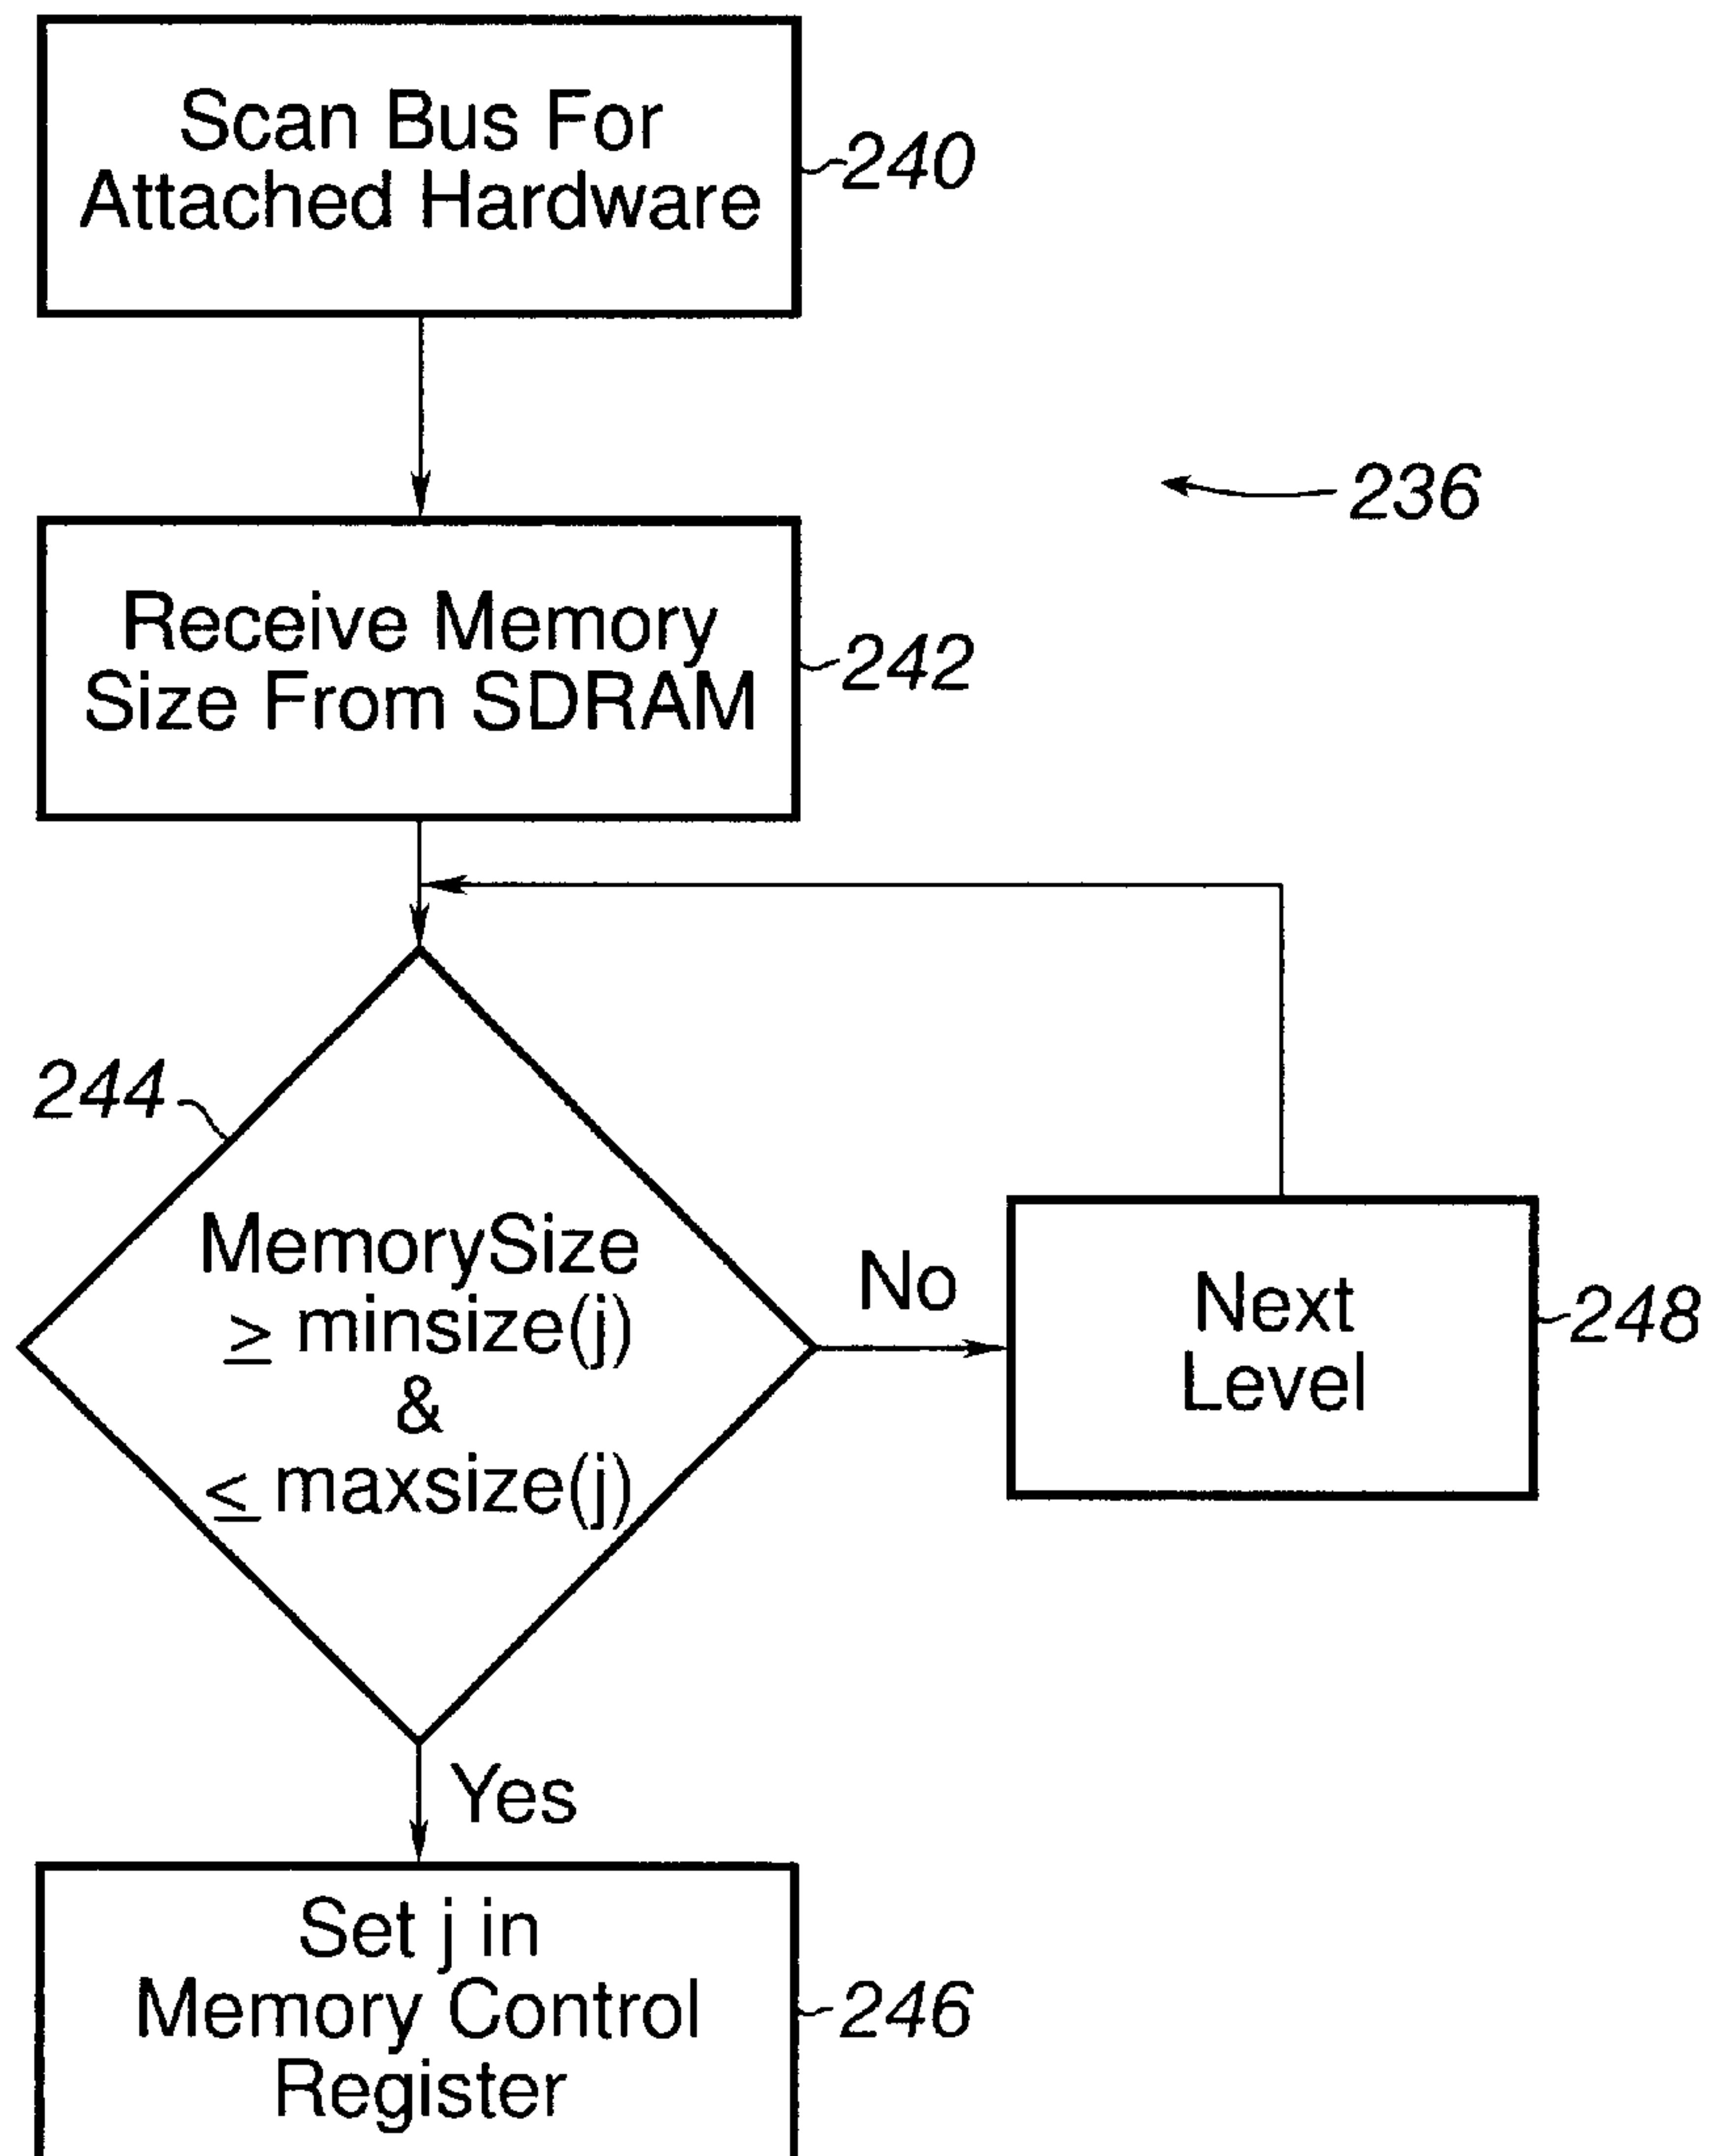 Scan Bus For
Attached Hardware
240
236
Receive Memory
Size From SDRAM
242
244
MemorySize
≥ minsize(j)
&
≤ maxsize(j)
No
Next
Level
248
Yes
Set j in
Memory Control
Register
246